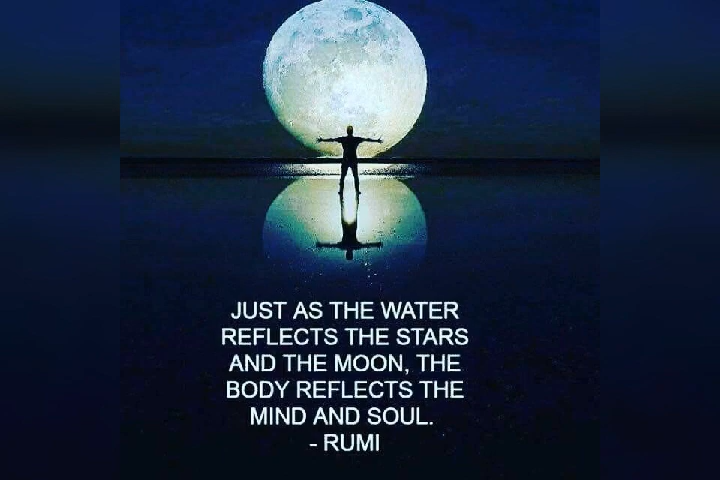 JUST AS THE WATER
REFLECTS THE STARS
AND THE MOON, THE
BODY REFLECTS THE
MIND AND SOUL.
- RUMI